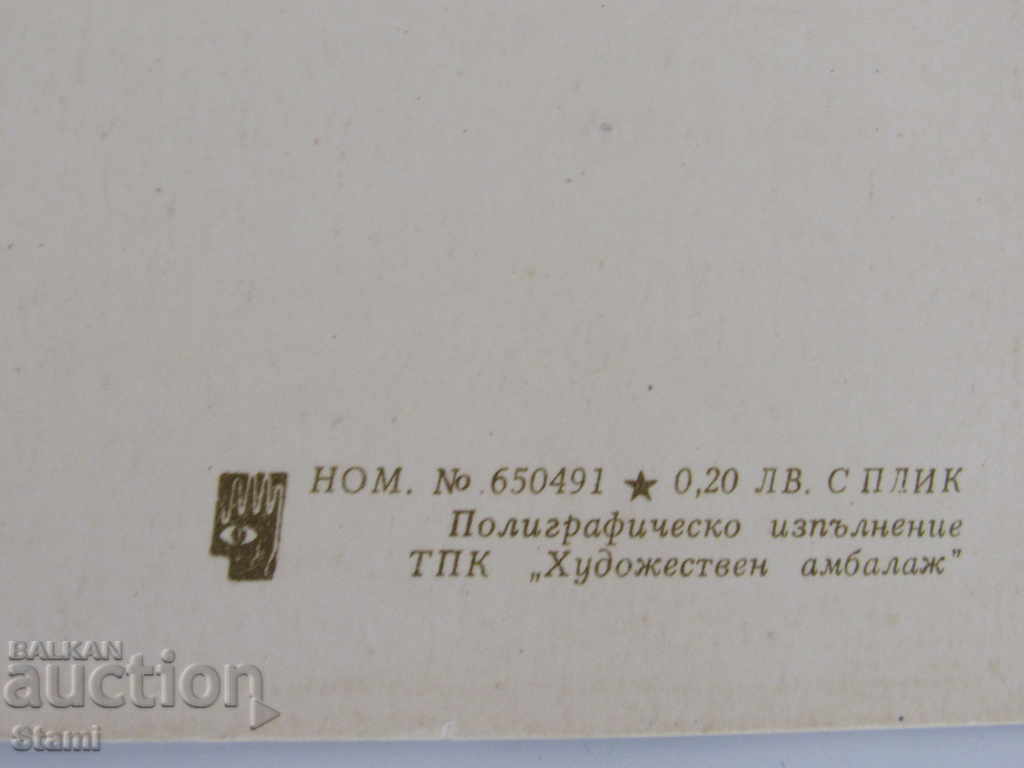 НОМ. № 650491 ★ 0,20 ЛВ. С ПЛИК
Полиграфическо изпълнение
ТПК „Художествен амбалаж"
BALKAN
auction
Stami